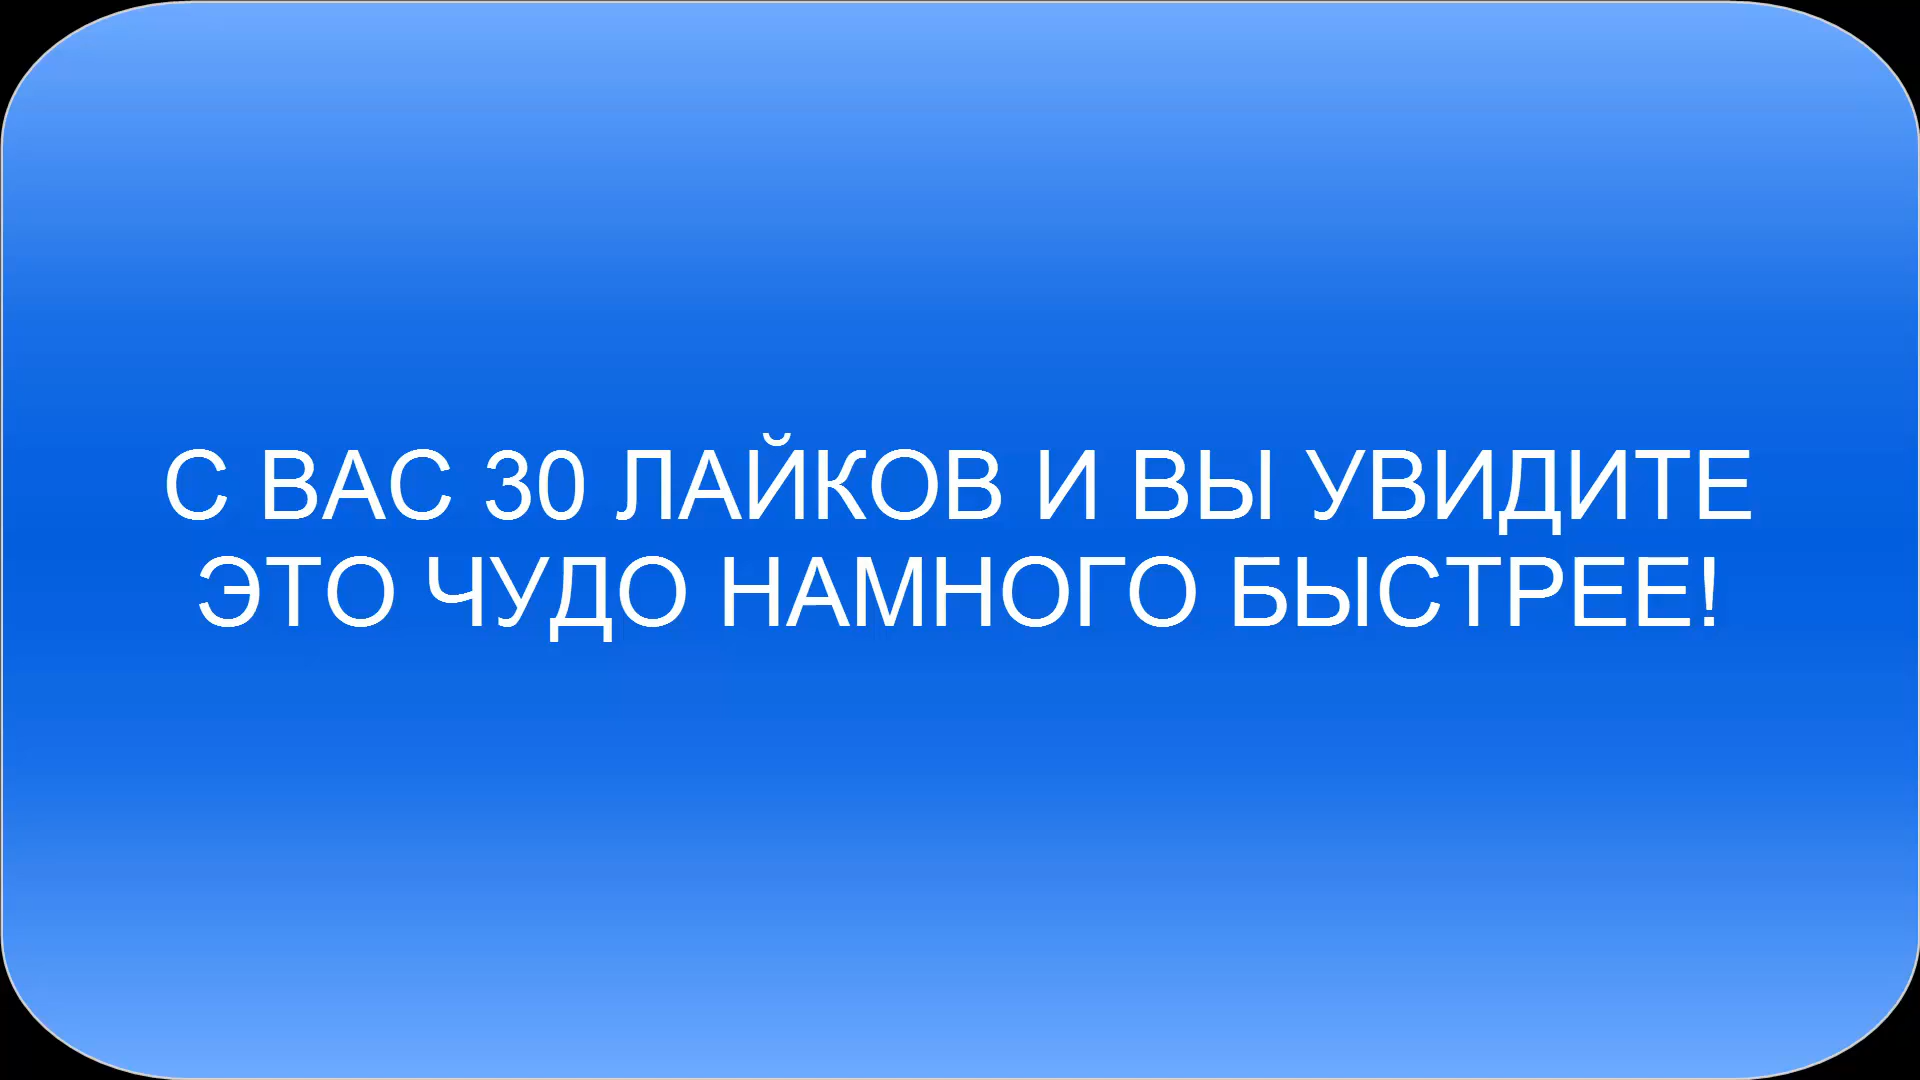 С ВАС 30 ЛАЙКОВ И ВЫ УВИДИТЕ
ЭТО ЧУДО НАМНОГО БЫСТРЕЕ!